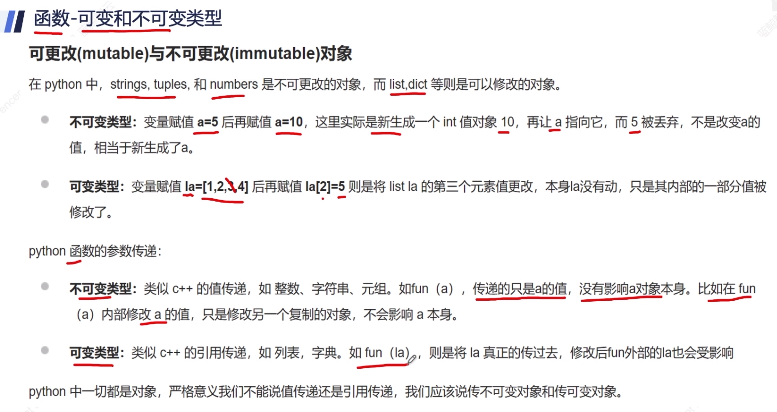 函数-可变和不可变类型
可更改(mutable)与不可更改(immutable)对象
在 python 中，strings, tuples, 和 numbers 是不可更改的对象，而 list,dict 等则是可以修改的对象。
不可变类型：变量赋值 a=5 后再赋值 a=10，这里实际是新生成一个 int 值对象 10，再让 a 指向它，而 5 被丢弃，不是改变a的
值，相当于新生成了a。
可变类型：变量赋值 la=[1,2,3,4] 后再赋值 la[2]=5 则是将 list la 的第三个元素值更改，本身la没有动，只是其内部的一部分值被
修改了。
python 函数的参数传递：
不可变类型：类似 c++ 的值传递，如 整数、字符串、元组。如fun（a），传递的只是a的值，没有影响a对象本身。比如在 fun
（a）内部修改 a 的值，只是修改另一个复制的对象，不会影响 a 本身。
可变类型：类似 c++ 的引用传递，如 列表，字典。如 fun（la），则是将 la 真正的传过去，修改后fun外部的la也会受影响
python 中一切都是对象，严格意义我们不能说值传递还是引用传递，我们应该说传不可变对象和传可变对象。